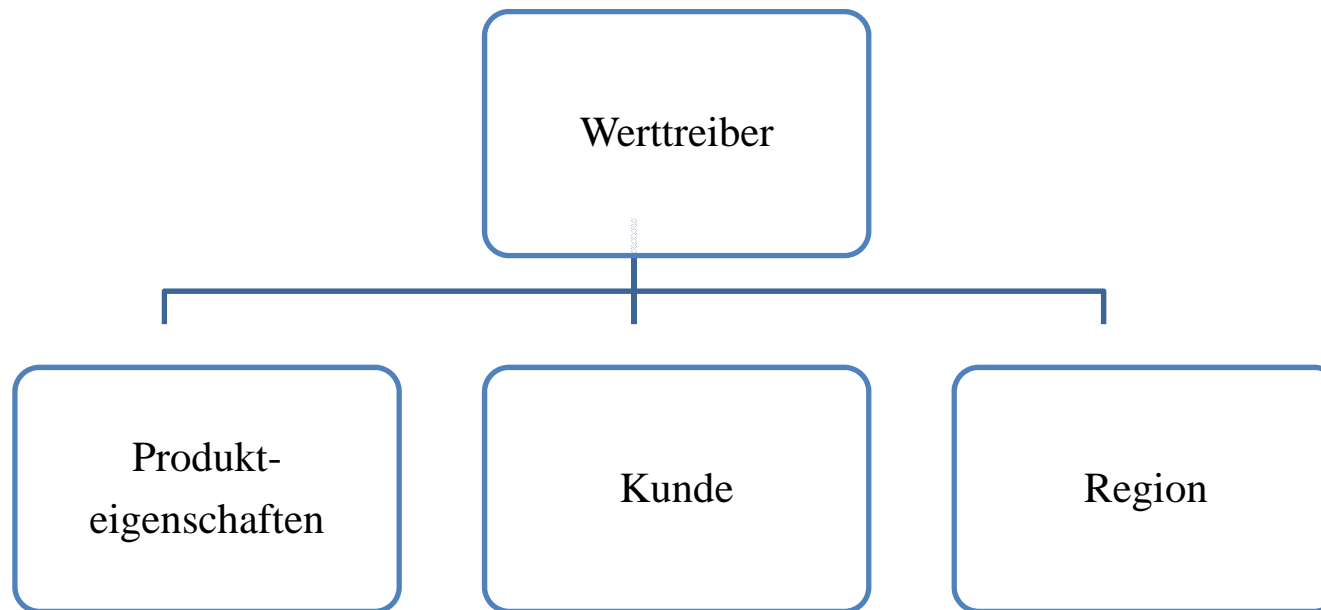 Werttreiber
Produkt-
eigenschaften
Kunde
Region